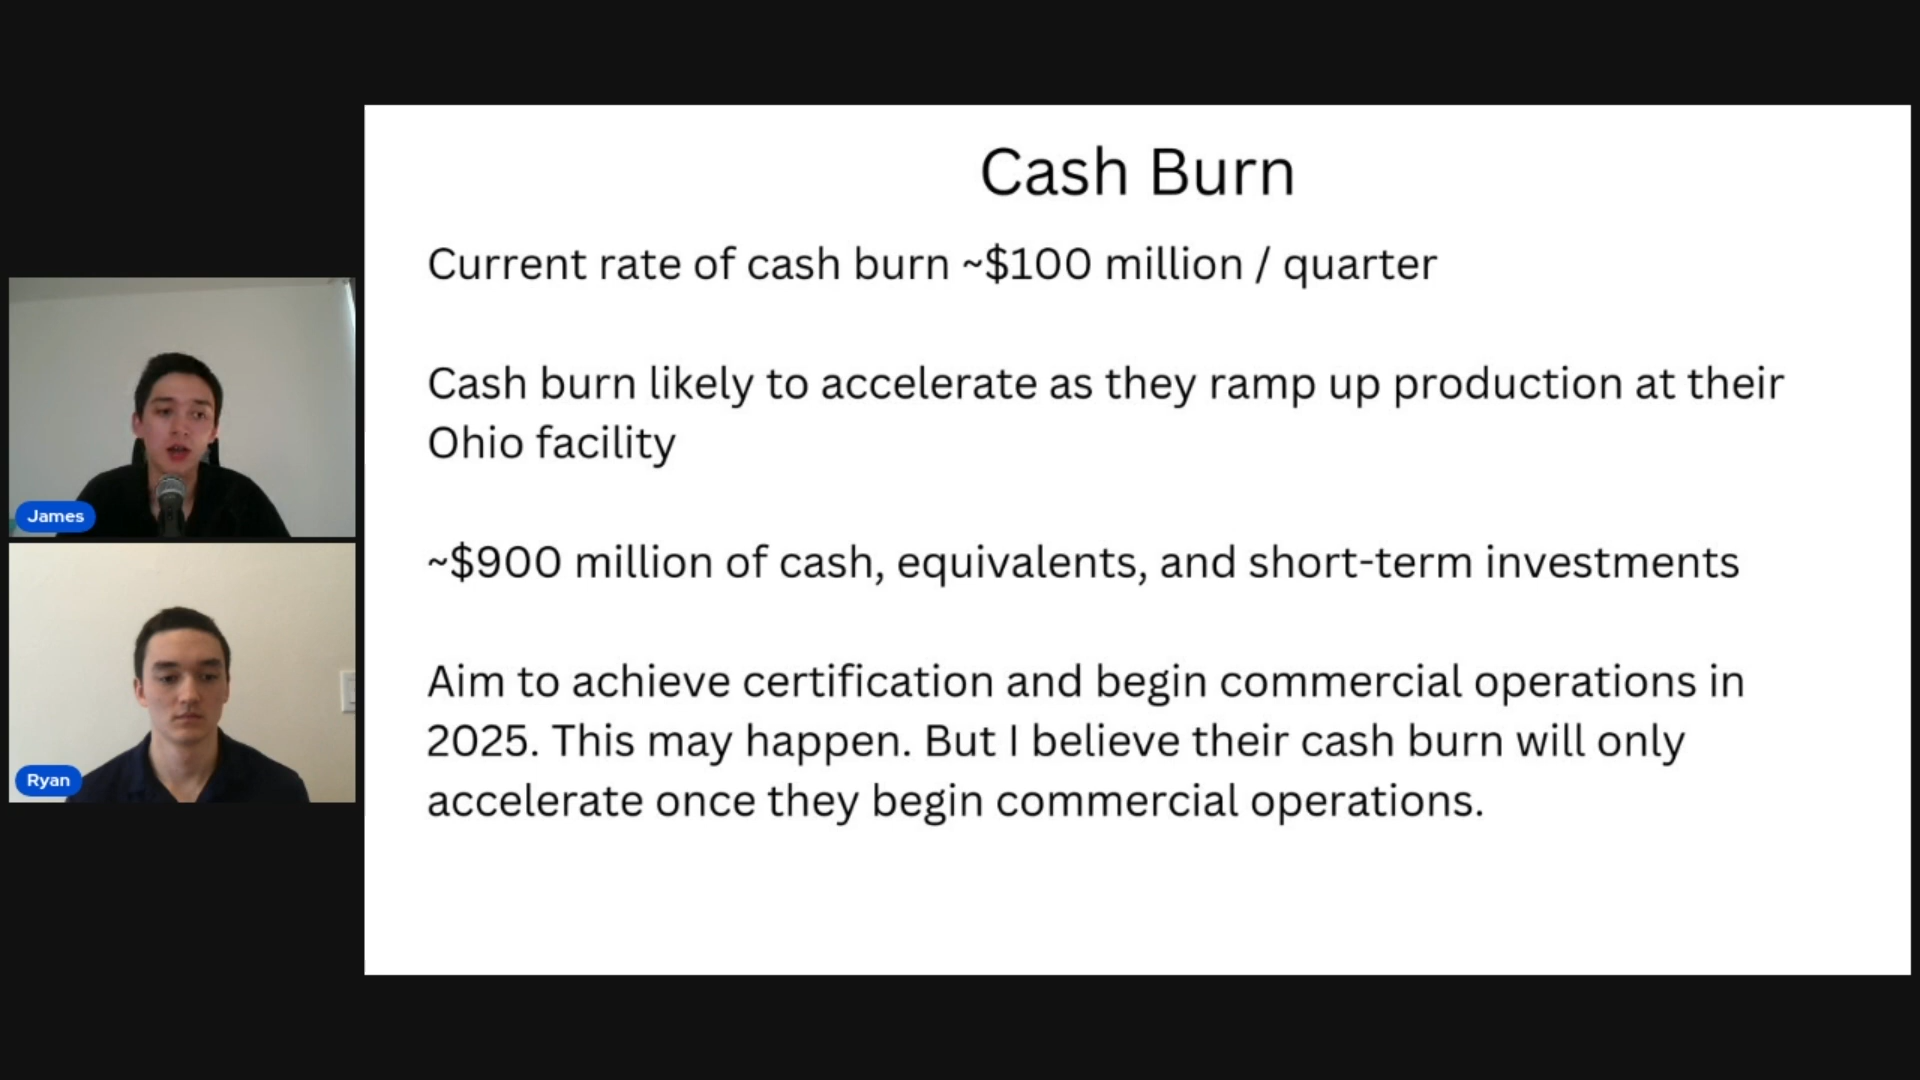 Cash Burn
Current rate of cash burn ~$100 million / quarter
Cash burn likely to accelerate as they ramp up production at their
Ohio facility
~$900 million of cash, equivalents, and short-term investments
Aim to achieve certification and begin commercial operations in
2025. This may happen. But I believe their cash burn will only
accelerate once they begin commercial operations.
James
Ryan